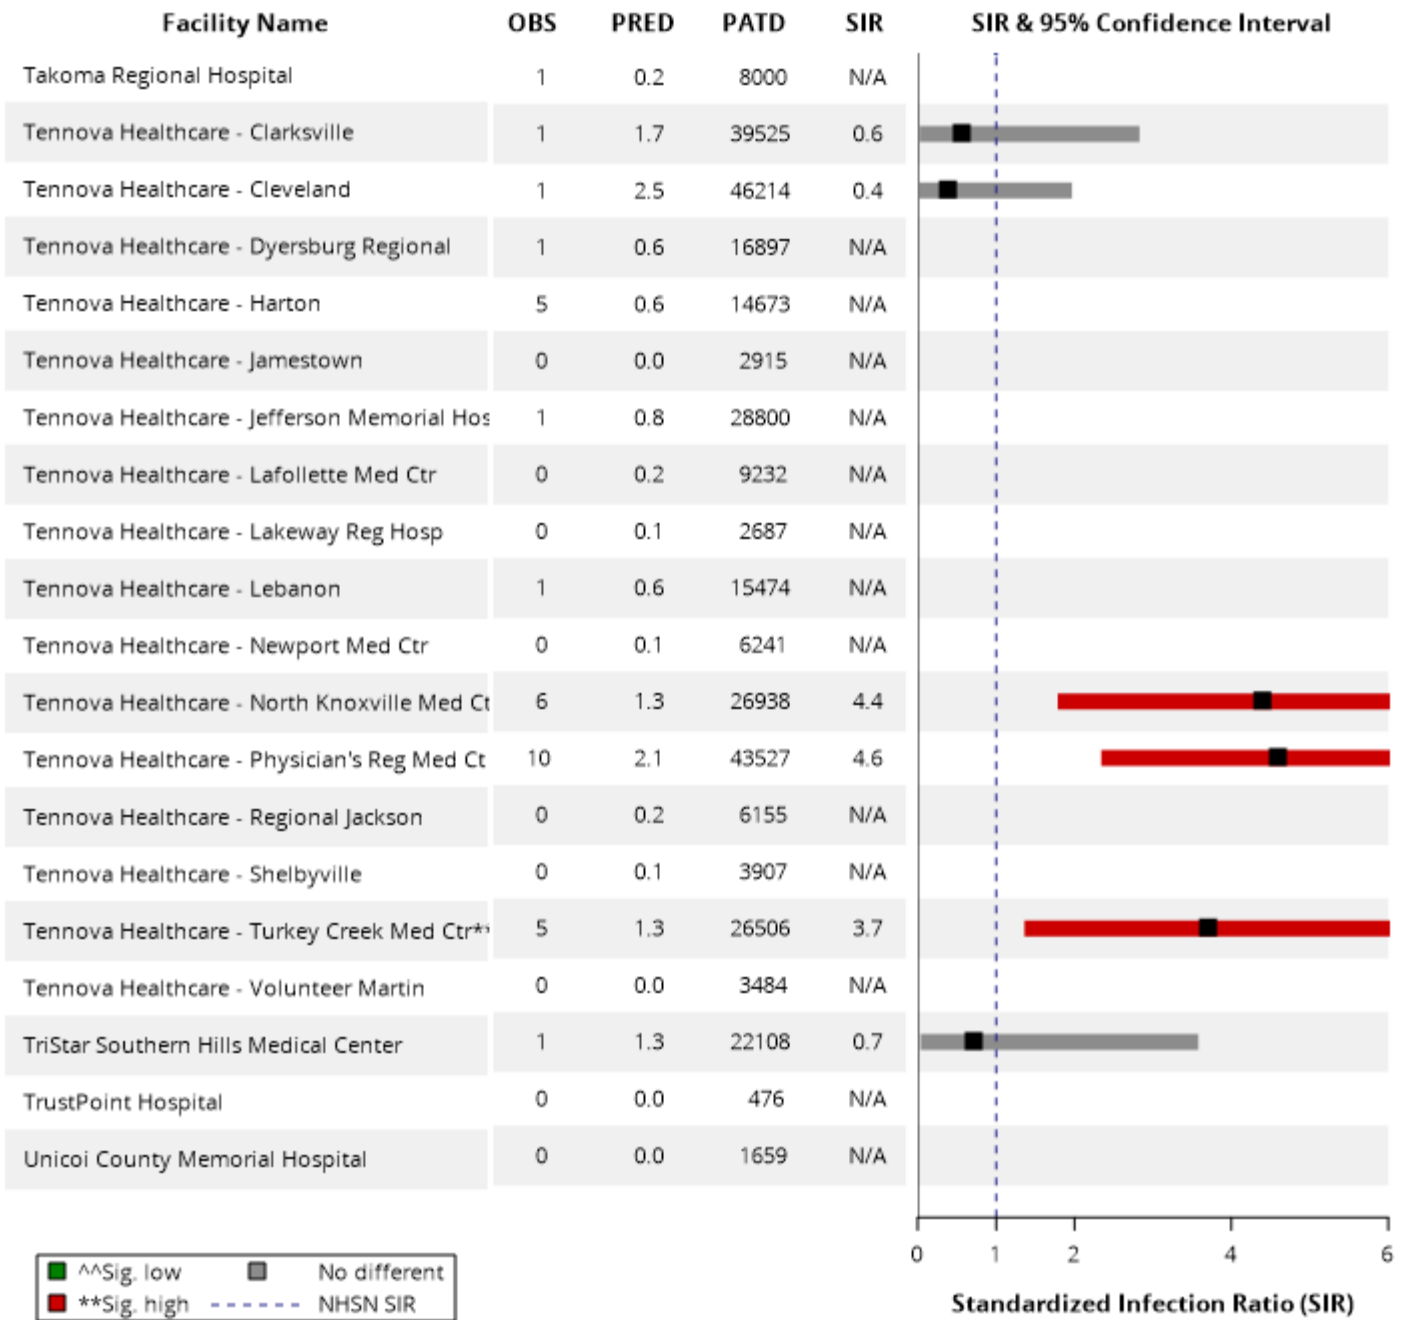 Facility Name OBS PRED PATD SIR SIR & 95% Confidence Interval
Takoma Regional Hospital 1 0.2 8000 N/A
Tennova Healthcare - Clarksville 1 1.7 39525 0.6
Tennova Healthcare - Cleveland 1 2.5 46214 0.4
Tennova Healthcare - Dyersburg Regional 1 0.6 16897 N/A
Tennova Healthcare - Harton 5 0.6 14673 N/A
Tennova Healthcare - Jamestown 0 0.0 2915 N/A
Tennova Healthcare - Jefferson Memorial Hos 1 0.8 28800 N/A
Tennova Healthcare - Lafollette Med Ctr 0 0.2 9232 N/A
Tennova Healthcare - Lakeway Reg Hosp 0 0.1 2687 N/A
Tennova Healthcare - Lebanon 1 0.6 15474 N/A
Tennova Healthcare - Newport Med Ctr 0 0.1 6241 N/A
Tennova Healthcare - North Knoxville Med Ct 6 1.3 26938 4.4
Tennova Healthcare - Physician's Reg Med Ct 10 2.1 43527 4.6
Tennova Healthcare - Regional Jackson 0 0.2 6155 N/A
Tennova Healthcare - Shelbyville 0 0.1 3907 N/A
Tennova Healthcare - Turkey Creek Med Ctr** 5 1.3 26506 3.7
Tennova Healthcare - Volunteer Martin 0 0.0 3484 N/A
TriStar Southern Hills Medical Center 1 1.3 22108 0.7
TrustPoint Hospital 0 0.0 476 N/A
Unicoi County Memorial Hospital 0 0.0 1659 N/A
0 1 2 4 6
^^Sig. low No different
**Sig. high NHSN SIR
Standardized Infection Ratio (SIR)